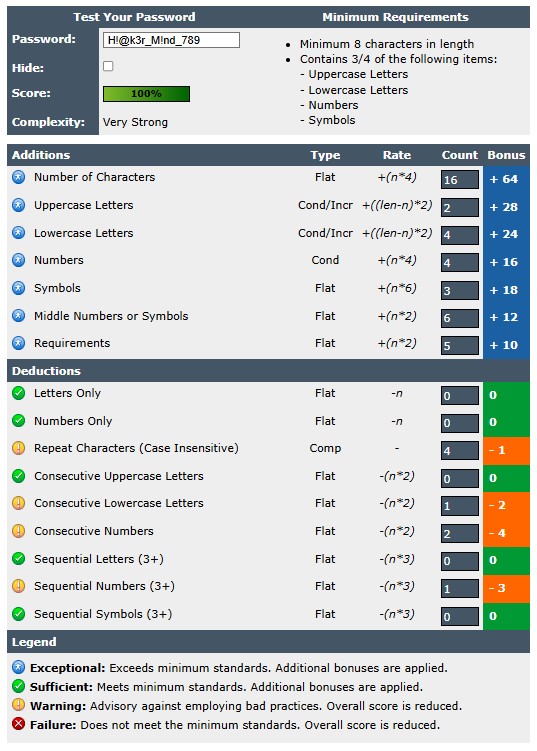 Test Your Password Minimum Requirements
Password: H!@k3r_M!nd_789
• Minimum 8 characters in length
Hide:
• Contains 3/4 of the following items:
- Uppercase Letters
Score: 100%
- Lowercase Letters
- Numbers
Complexity: Very Strong
- Symbols
Additions Type Rate Count Bonus
Number of Characters Flat +(n*4) 16 + 64
Uppercase Letters Cond/Incr +((len-n)*2) 2 + 28
Lowercase Letters Cond/Incr +((len-n)*2) 4 + 24
Numbers Cond +(n*4) 4 + 16
Symbols Flat +(n*6) 3 + 18
Middle Numbers or Symbols Flat +(n*2) 6 + 12
Requirements Flat +(n*2) 5 + 10
Deductions
Letters Only Flat -n 0 0
Numbers Only Flat -n 0 0
Repeat Characters (Case Insensitive) Comp - 4 - 1
Consecutive Uppercase Letters Flat -(n*2) 0 0
Consecutive Lowercase Letters Flat -(n*2) 1 - 2
Consecutive Numbers Flat -(n*2) 2 - 4
Sequential Letters (3+) Flat -(n*3) 0 0
Sequential Numbers (3+) Flat -(n*3) 1 - 3
Sequential Symbols (3+) Flat -(n*3) 0 0
Legend
Exceptional: Exceeds minimum standards. Additional bonuses are applied.
Sufficient: Meets minimum standards. Additional bonuses are applied.
Warning: Advisory against employing bad practices. Overall score is reduced.
Failure: Does not meet the minimum standards. Overall score is reduced.